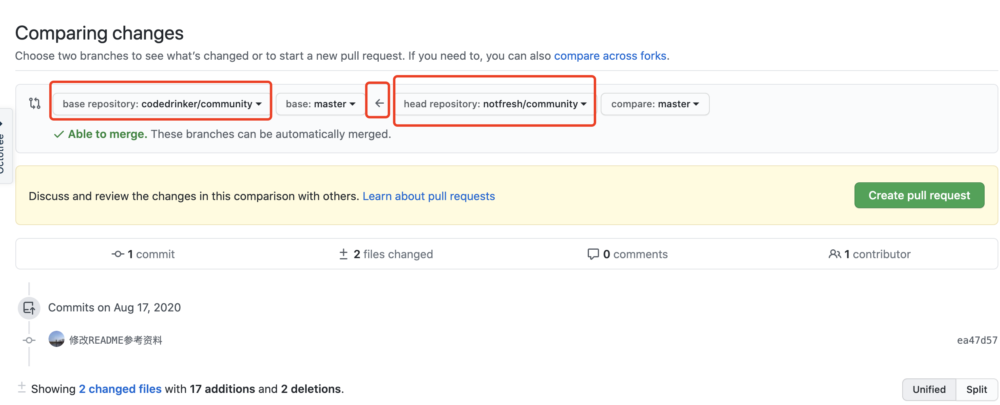 Comparing changes
Choose two branches to see what’s changed or to start a new pull request. If you need to, you can also compare across forks.
base repository: codedrinker/community base: master ← head repository: notfresh/community compare: master
✓ Able to merge. These branches can be automatically merged.
Octotree
Discuss and review the changes in this comparison with others. Learn about pull requests
Create pull request
1 commit
2 files changed
0 comments
1 contributor
Commits on Aug 17, 2020
修改README参考资料
ea47d57
Showing 2 changed files with 17 additions and 2 deletions.
Unified Split